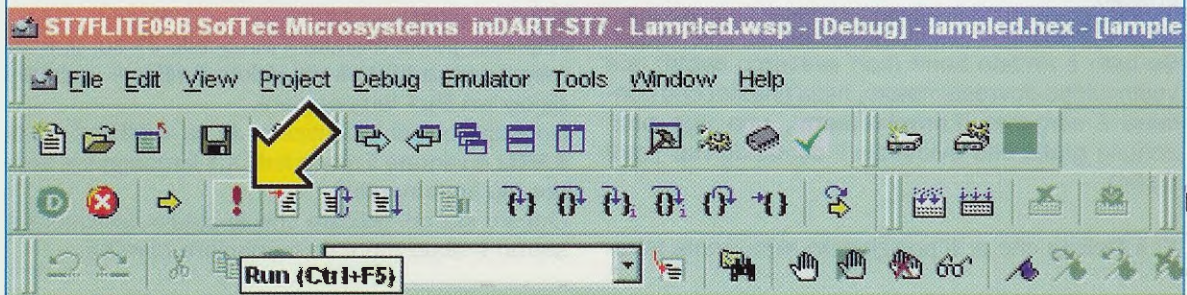 ST7FLITE09B SofTec Microsystems inDART-ST7 - Lampled.wsp - [Debug] - lampled.hex - [lample
File Edit View Project Debug Emulator Tools Window Help
Run (Ctrl+F5)